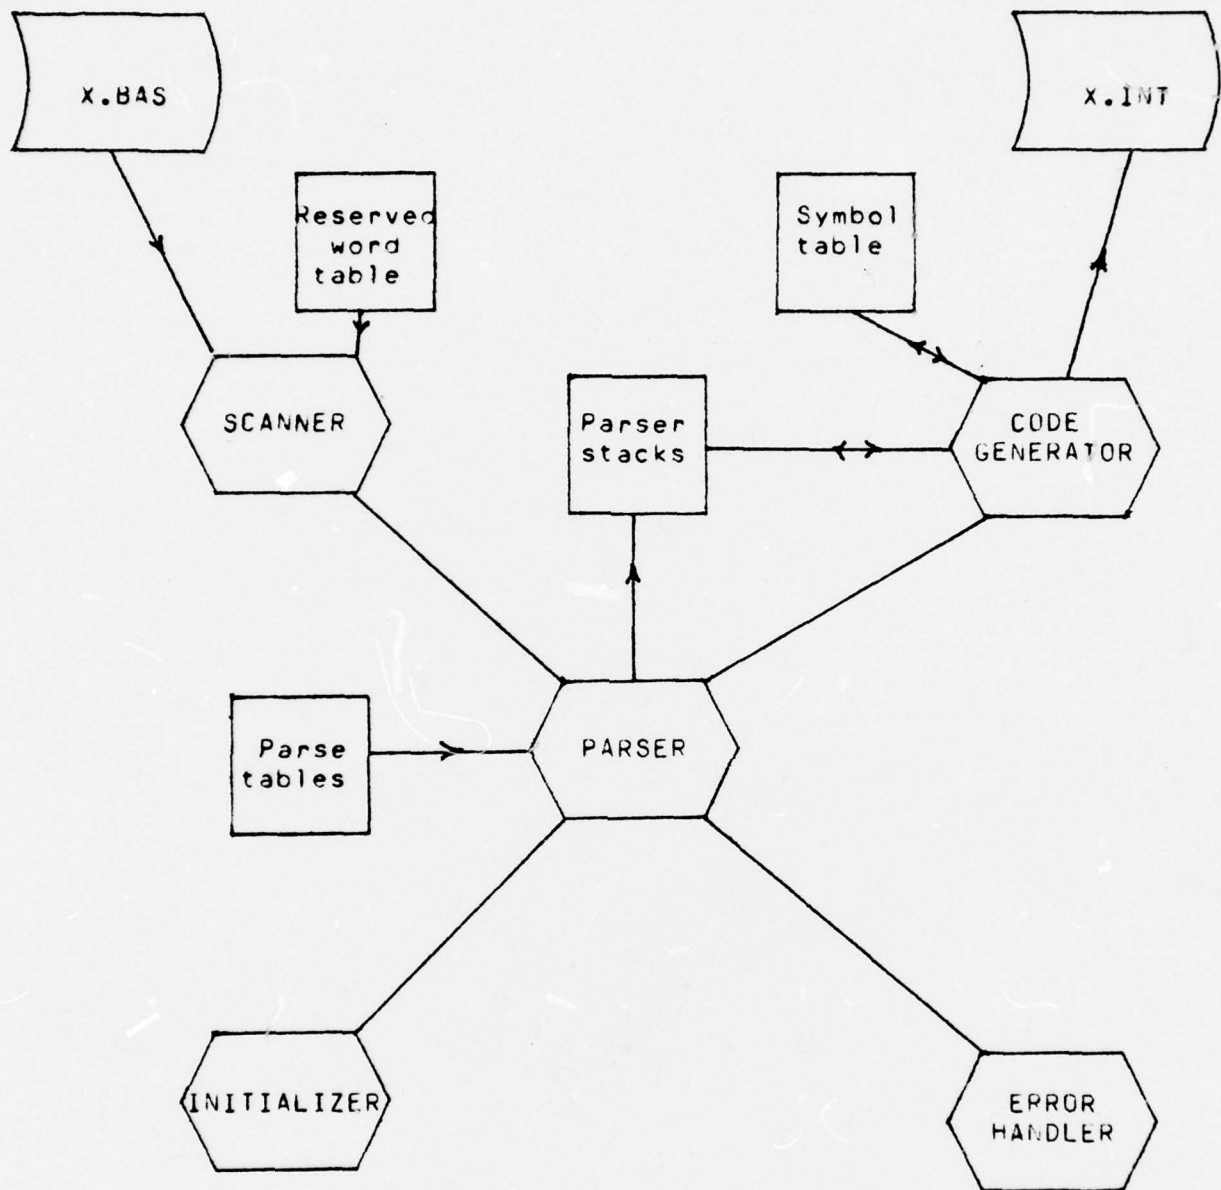 X.BAS
X.INT
Reserved
word
table
Symbol
table
SCANNER
Parser
stacks
CODE
GENERATOR
Parse
tables
PARSER
INITIALIZER
ERROR
HANDLER